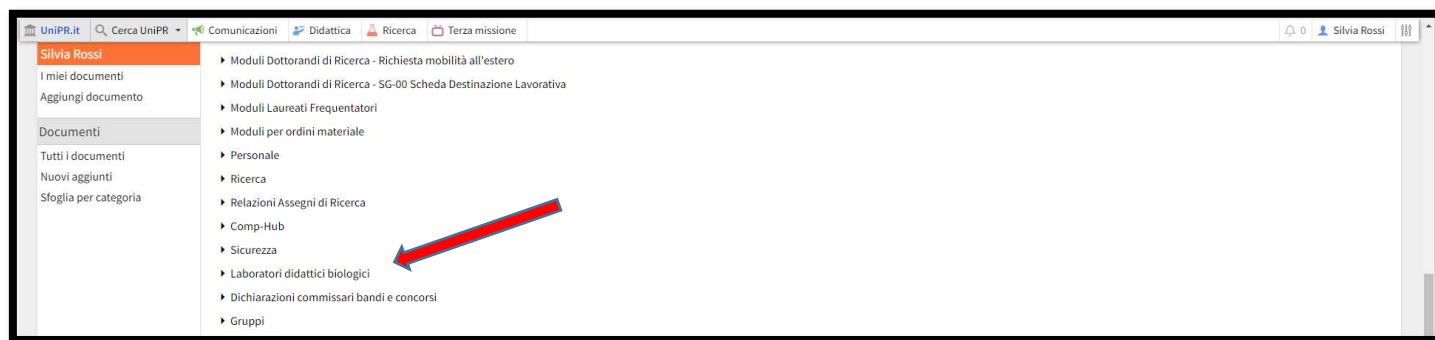 UniPR.it Cerca UniPR Comunicazioni Didattica Ricerca Terza missione 0 Silvia Rossi
Silvia Rossi
I miei documenti
Aggiungi documento
Documenti
Tutti i documenti
Nuovi aggiunti
Sfoglia per categoria
Moduli Dottorandi di Ricerca - Richiesta mobilità all'estero
Moduli Dottorandi di Ricerca - SG-00 Scheda Destinazione Lavorativa
Moduli Laureati Frequentatori
Moduli per ordini materiale
Personale
Ricerca
Relazioni Assegni di Ricerca
Comp-Hub
Sicurezza
Laboratori didattici biologici
Dichiarazioni commissari bandi e concorsi
Gruppi